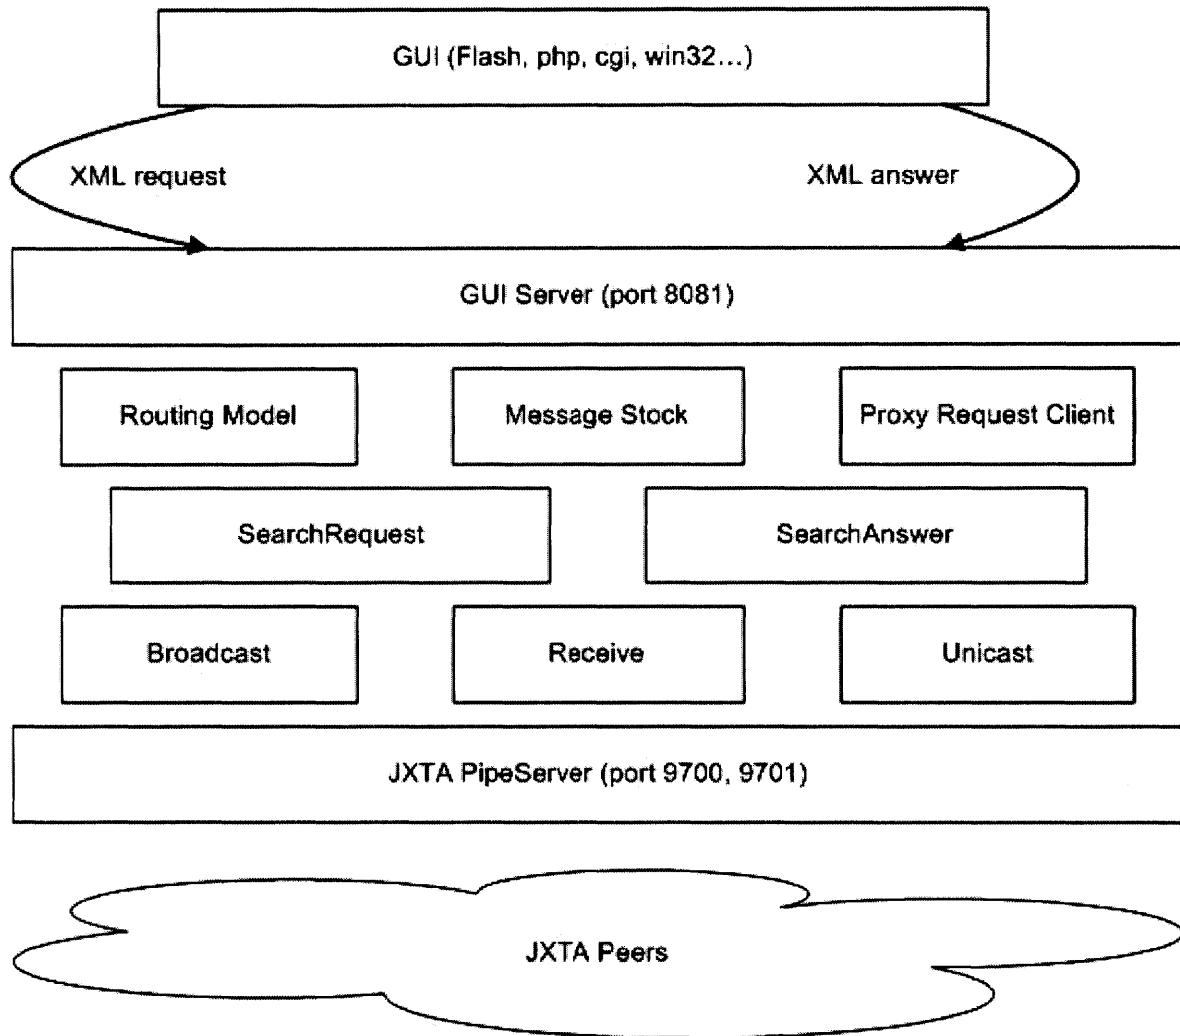 GUI (Flash, php, cgi, win32...)
XML request
XML answer
GUI Server (port 8081)
Routing Model
Message Stock
Proxy Request Client
SearchRequest
SearchAnswer
Broadcast
Receive
Unicast
JXTA PipeServer (port 9700, 9701)
JXTA Peers